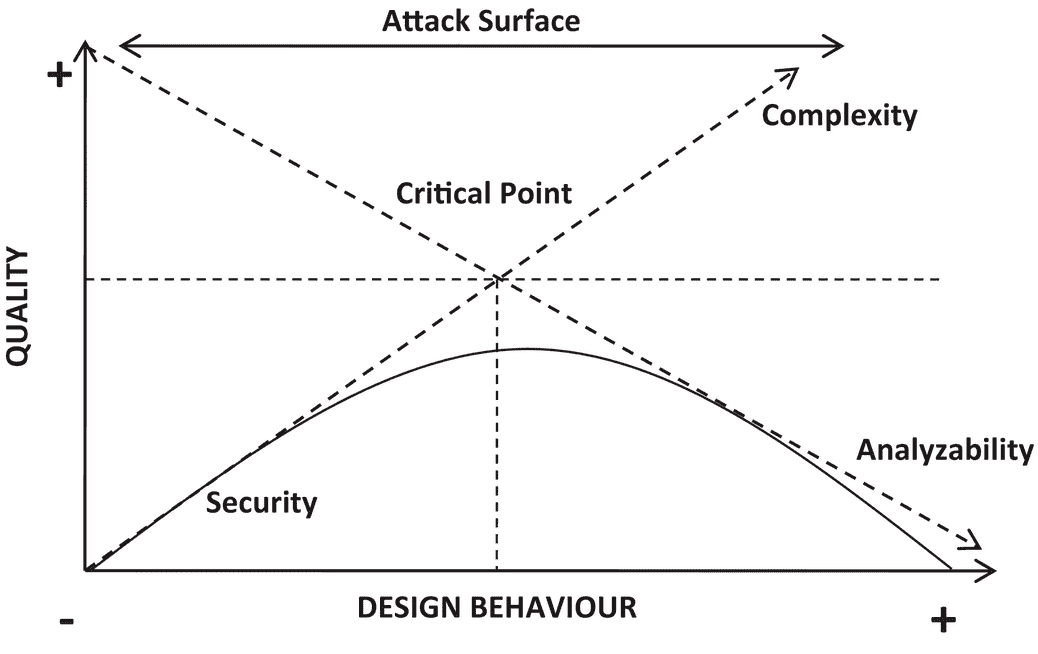 Attack Surface
+
Complexity
Critical Point
QUALITY
Analyzability
Security
DESIGN BEHAVIOUR
-
+